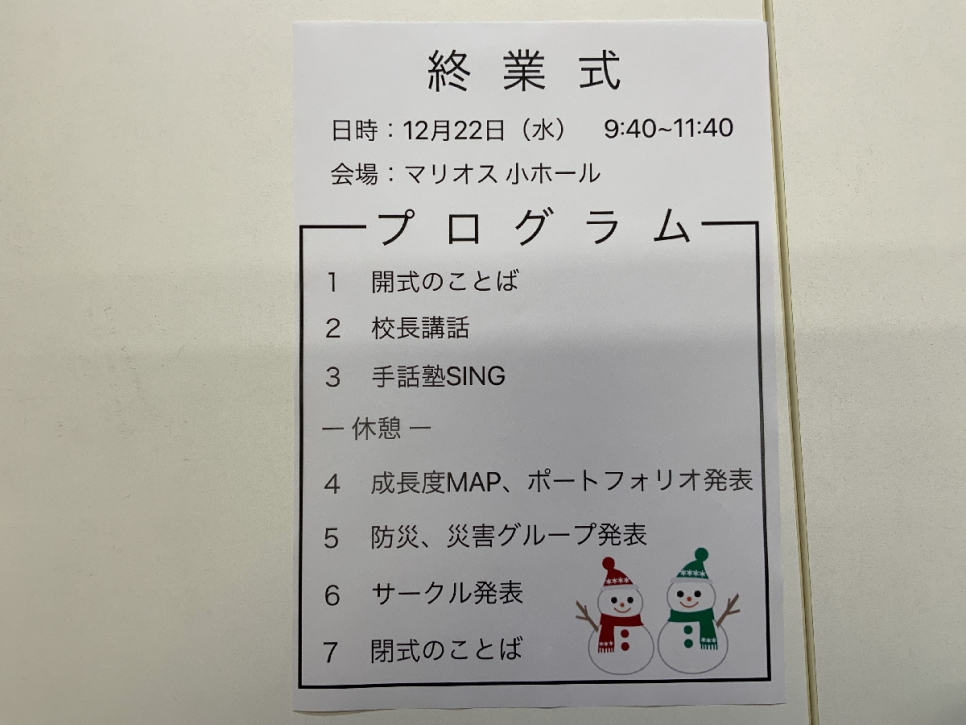 終業式
日時：12月22日（水） 9:40~11:40
会場：マリオス 小ホール
プログラム
1 開式のことば
2 校長講話
3 手話塾SING
― 休憩 ―
4 成長度MAP、ポートフォリオ発表
5 防災、災害グループ発表
6 サークル発表
7 閉式のことば